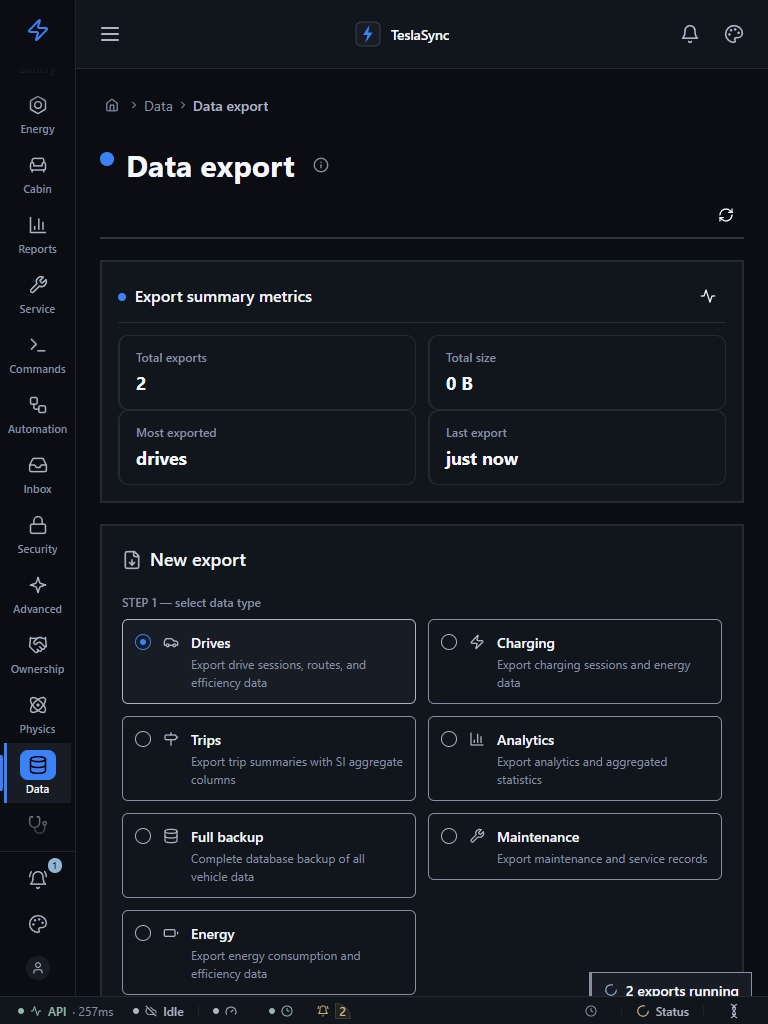 TeslaSync
Battery
Energy
Cabin
Reports
Service
Commands
Automation
Inbox
Security
Advanced
Ownership
Physics
Data
1
Data
Data export
Data export
Export summary metrics
Total exports
2
Total size
0 B
Most exported
drives
Last export
just now
New export
STEP 1 — select data type
Drives
Export drive sessions, routes, and
efficiency data
Charging
Export charging sessions and energy
data
Trips
Export trip summaries with SI aggregate
columns
Analytics
Export analytics and aggregated
statistics
Full backup
Complete database backup of all
vehicle data
Maintenance
Export maintenance and service records
Energy
Export energy consumption and
efficiency data
2 exports running
API · 257ms
Idle
2
Status